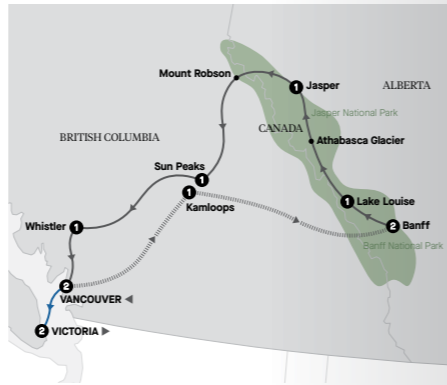 Mount Robson
1
Jasper
ALBERTA
Jasper National Park
CANADA
BRITISH COLUMBIA
Athabasca Glacier
Sun Peaks
1
1
Kamloops
1
Lake Louise
Whistler
1
2
Banff
Banff National Park
2
VANCOUVER ◀
2
VICTORIA ▶